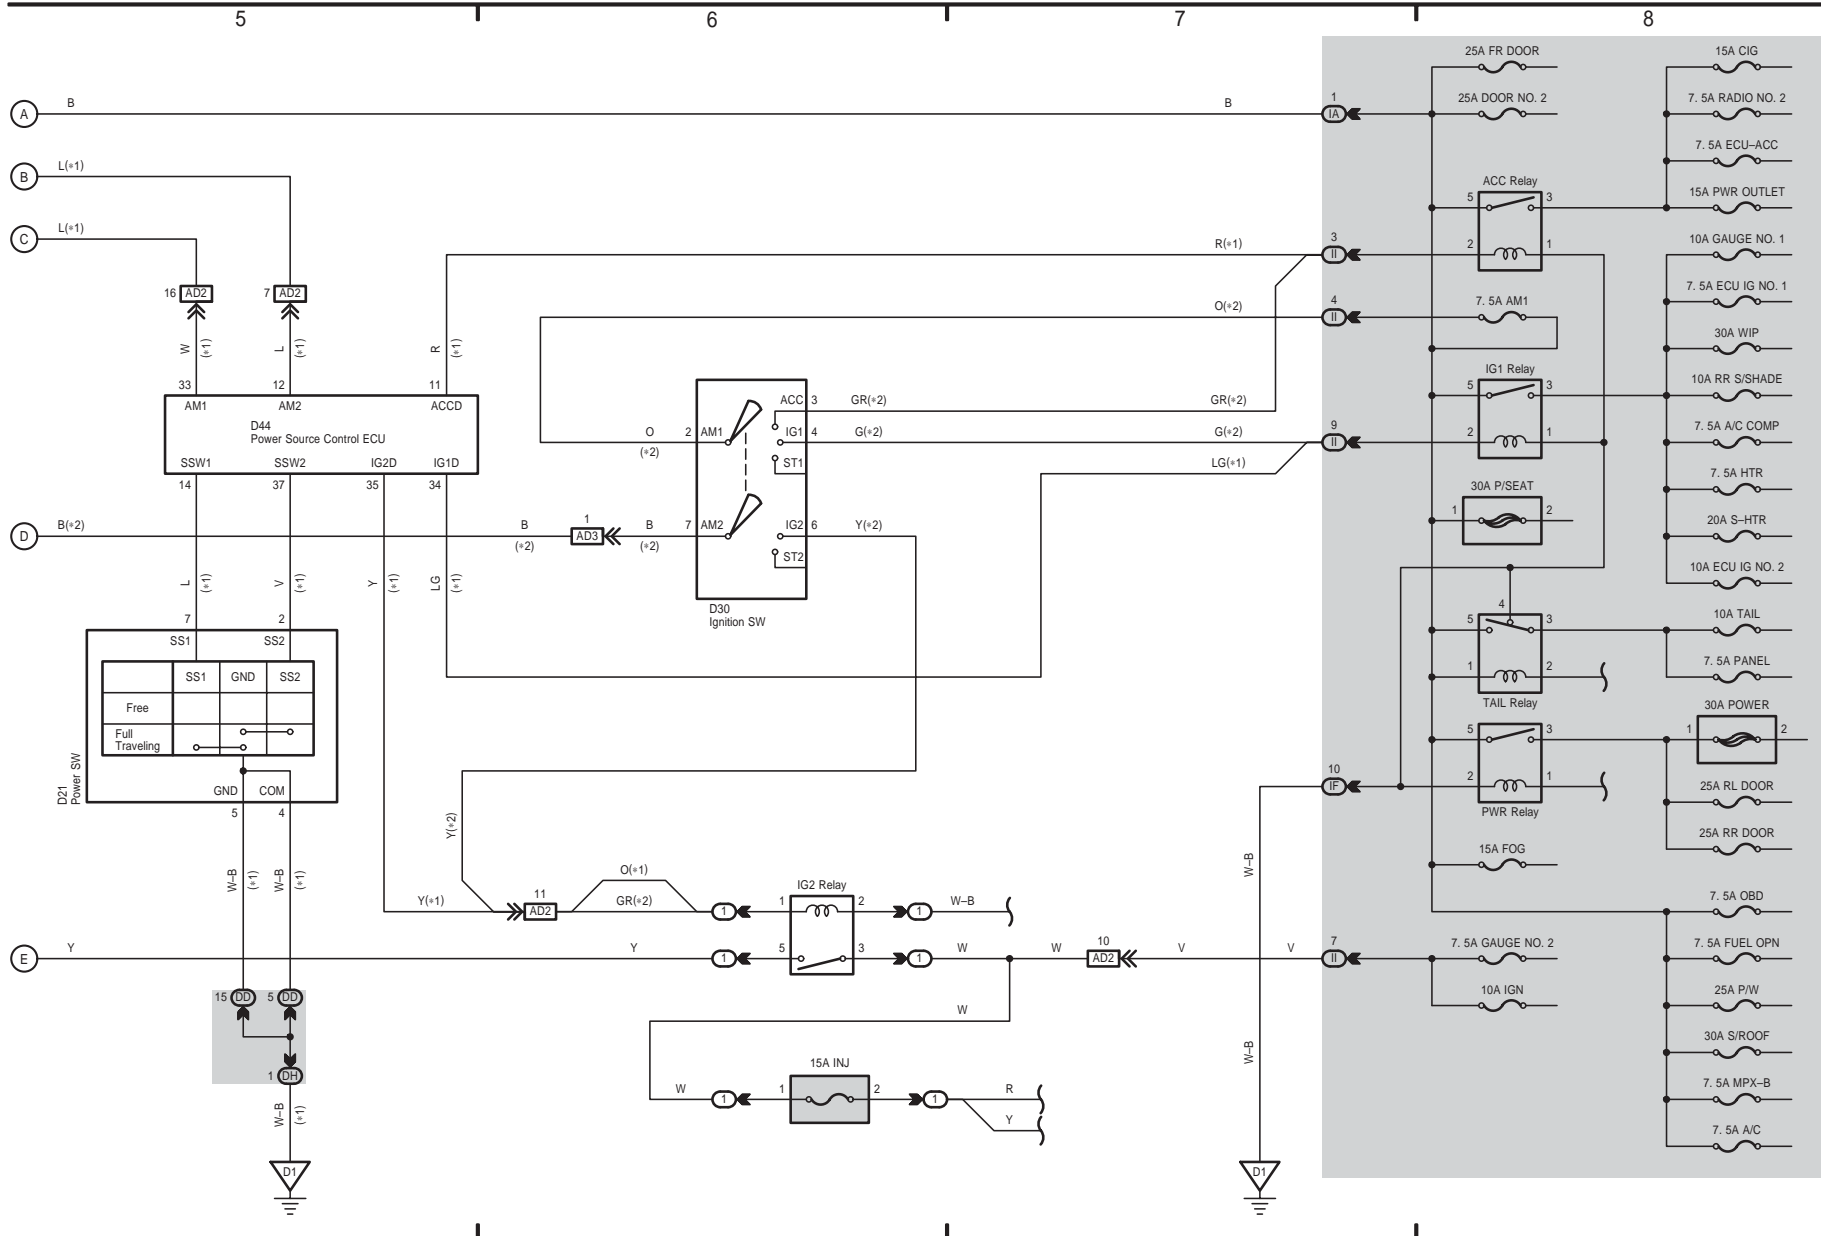 5
6
7
8
A
B
B
1
IA
B
L(∗1)
C
L(∗1)
16
AD2
7
AD2
W
(∗1)
L
(∗1)
R
(∗1)
33
12
11
AM1
AM2
ACCD
D44
Power Source Control ECU
SSW1
SSW2
IG2D
IG1D
14
37
35
34
D
B(∗2)
B
(∗2)
1
AD3
B
(∗2)
L
(∗1)
V
(∗1)
Y
(∗1)
LG
(∗1)
7
2
SS1
SS2
SS1
GND
SS2
Free
Full
Traveling
D21
Power SW
GND
COM
5
4
W–B
(∗1)
W–B
(∗1)
15
DD
5
DD
1
DH
W–B
(∗1)
D1
R(∗1)
3
II
O(∗2)
4
II
O
(∗2)
2
AM1
ACC
3
GR(∗2)
GR(∗2)
IG1
4
G(∗2)
G(∗2)
9
II
ST1
LG(∗1)
7
AM2
IG2
6
Y(∗2)
ST2
D30
Ignition SW
Y(∗2)
Y(∗1)
11
AD2
O(∗1)
GR(∗2)
1
IG2 Relay
1
2
1
W–B
E
Y
Y
1
5
3
1
W
W
10
AD2
V
V
7
II
W
15A INJ
W
1
1
2
1
R
Y
10
IF
W–B
W–B
D1
25A FR DOOR
25A DOOR NO. 2
ACC Relay
5
3
2
1
7. 5A AM1
IG1 Relay
5
3
2
1
30A P/SEAT
1
2
4
5
3
1
2
TAIL Relay
5
3
2
1
PWR Relay
15A FOG
7. 5A GAUGE NO. 2
10A IGN
15A CIG
7. 5A RADIO NO. 2
7. 5A ECU–ACC
15A PWR OUTLET
10A GAUGE NO. 1
7. 5A ECU IG NO. 1
30A WIP
10A RR S/SHADE
7. 5A A/C COMP
7. 5A HTR
20A S–HTR
10A ECU IG NO. 2
10A TAIL
7. 5A PANEL
30A POWER
1
2
25A RL DOOR
25A RR DOOR
7. 5A OBD
7. 5A FUEL OPN
25A P/W
30A S/ROOF
7. 5A MPX–B
7. 5A A/C